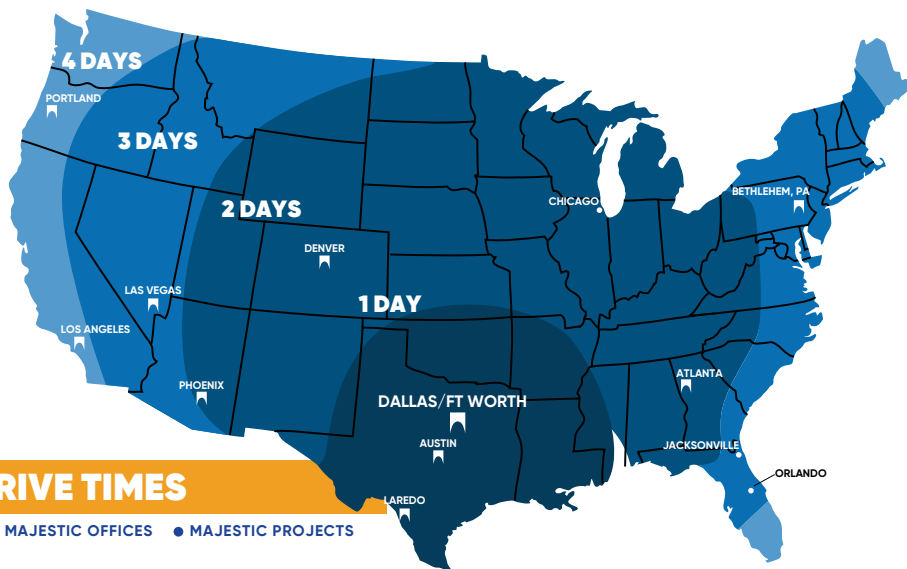 4 DAYS
PORTLAND
3 DAYS
CHICAGO
BETHLEHEM, PA
2 DAYS
DENVER
LAS VEGAS
1 DAY
LOS ANGELES
ATLANTA
PHOENIX
DALLAS/FT WORTH
AUSTIN
JACKSONVILLE
ORLANDO
RIVE TIMES
LAREDO
MAJESTIC OFFICES
MAJESTIC PROJECTS